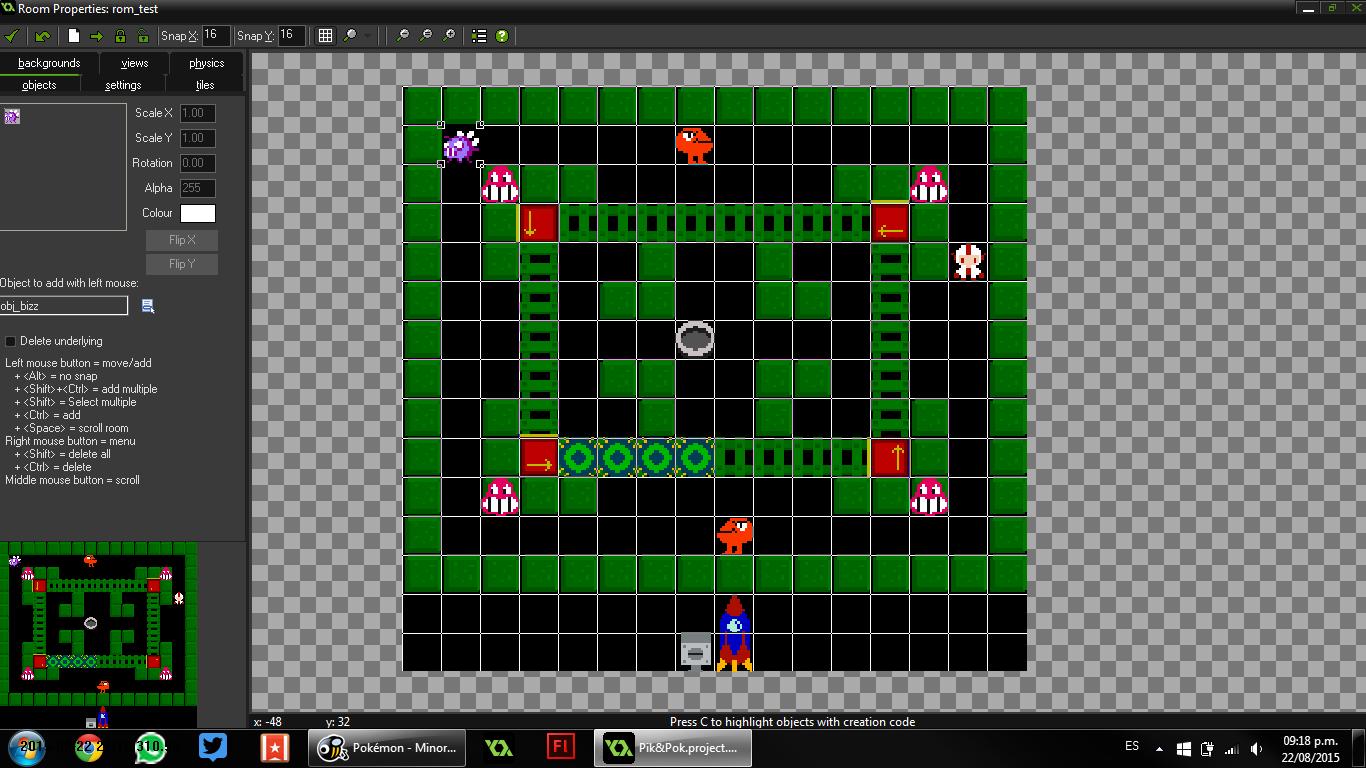 Room Properties: rom_test
Snap X: 16 Snap Y: 16
backgrounds views physics
objects settings tiles
Scale X 1.00
Scale Y 1.00
Rotation 0.00
Alpha 255
Colour
Flip X
Flip Y
Object to add with left mouse:
obj_bizz
Delete underlying
Left mouse button = move/add
+ <Alt> = no snap
+ <Shift>+<Ctrl> = add multiple
+ <Shift> = Select multiple
+ <Ctrl> = add
+ <Space> = scroll room
Right mouse button = menu
+ <Shift> = delete all
+ <Ctrl> = delete
Middle mouse button = scroll
x: -48 y: 32 Press C to highlight objects with creation code
Pokémon - Minor... Fl Pik&Pok.project.... ES 09:18 p.m.
22/08/2015